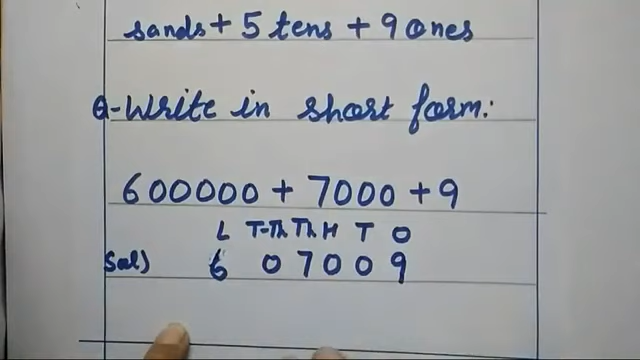 sands + 5 tens + 9 ones
Q-Write in short form:
600000 + 7000 + 9
L T-Th Th H T O
Sol) 6 0 7 0 0 9